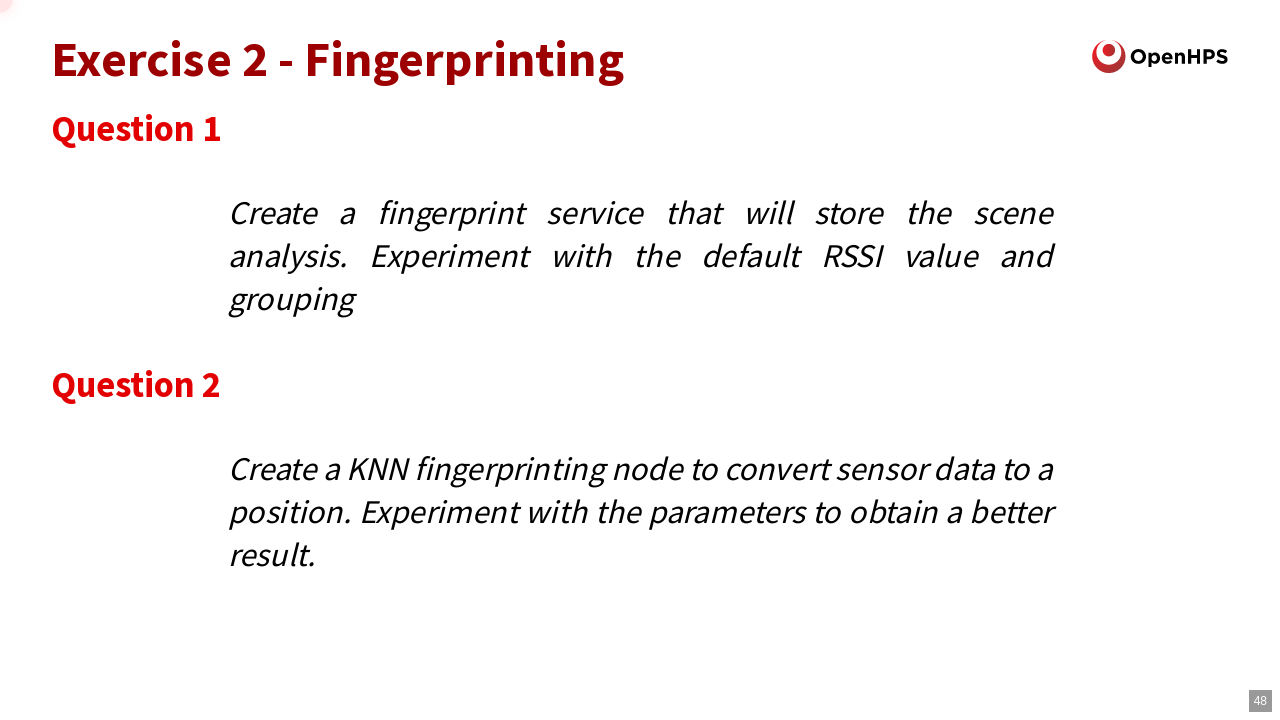 Exercise 2 - Fingerprinting
OpenHPS
Question 1
Create a fingerprint service that will store the scene
analysis. Experiment with the default RSSI value and
grouping
Question 2
Create a KNN fingerprinting node to convert sensor data to a
position. Experiment with the parameters to obtain a better
result.
48